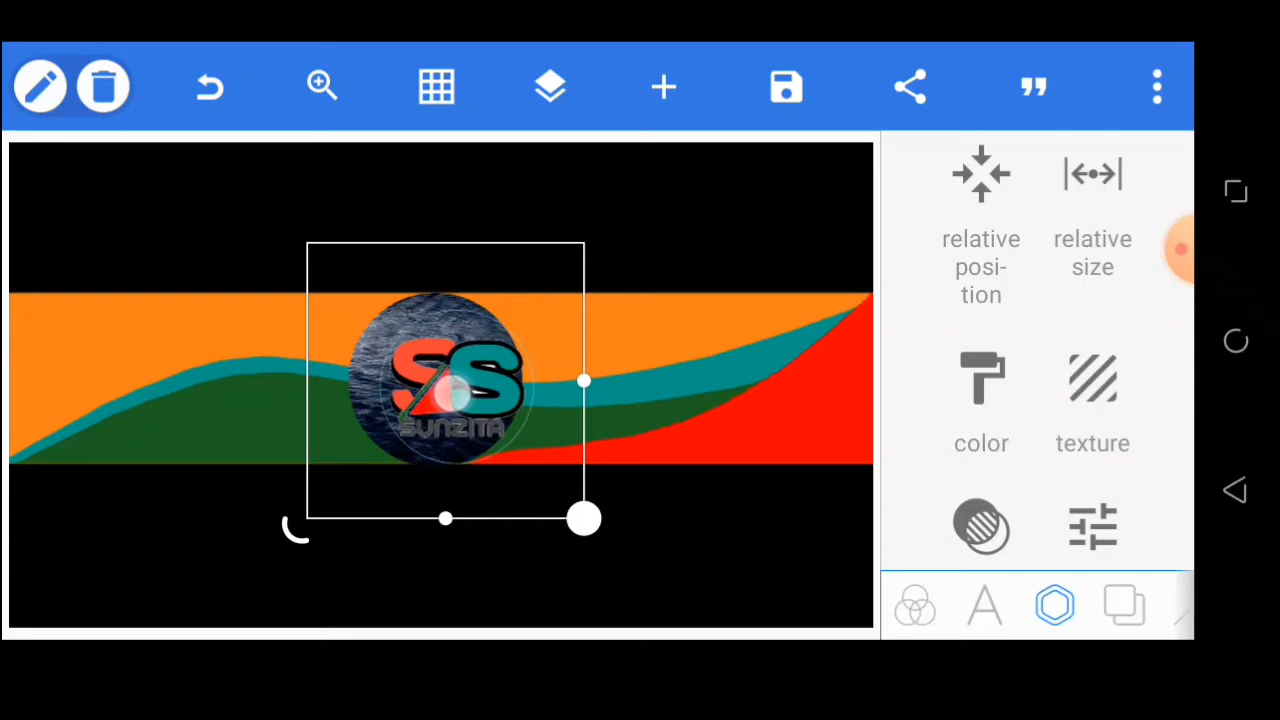 relative
posi-
tion
relative
size
color
texture
SS
SUNZITA